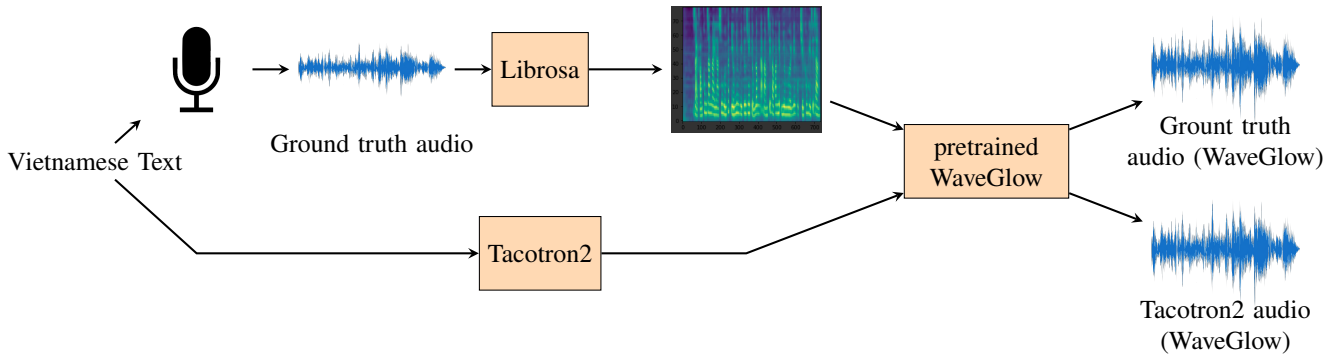 Librosa
Ground truth audio
Vietnamese Text
pretrained
WaveGlow
Grount truth
audio (WaveGlow)
Tacotron2
Tacotron2 audio
(WaveGlow)